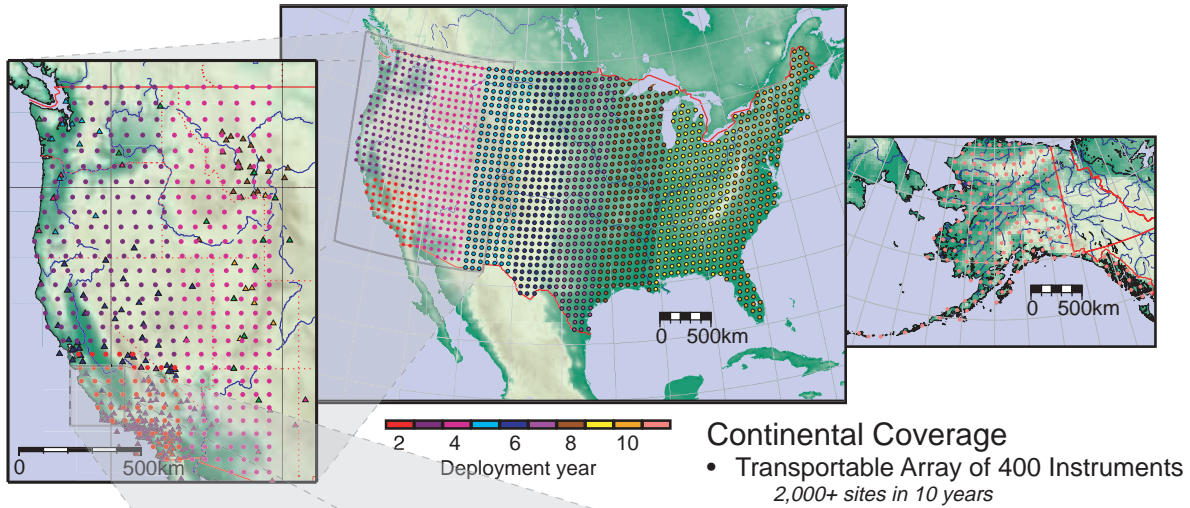 0 500km
0 500km
0 500km
2 4 6 8 10
Deployment year
Continental Coverage
• Transportable Array of 400 Instruments
2,000+ sites in 10 years